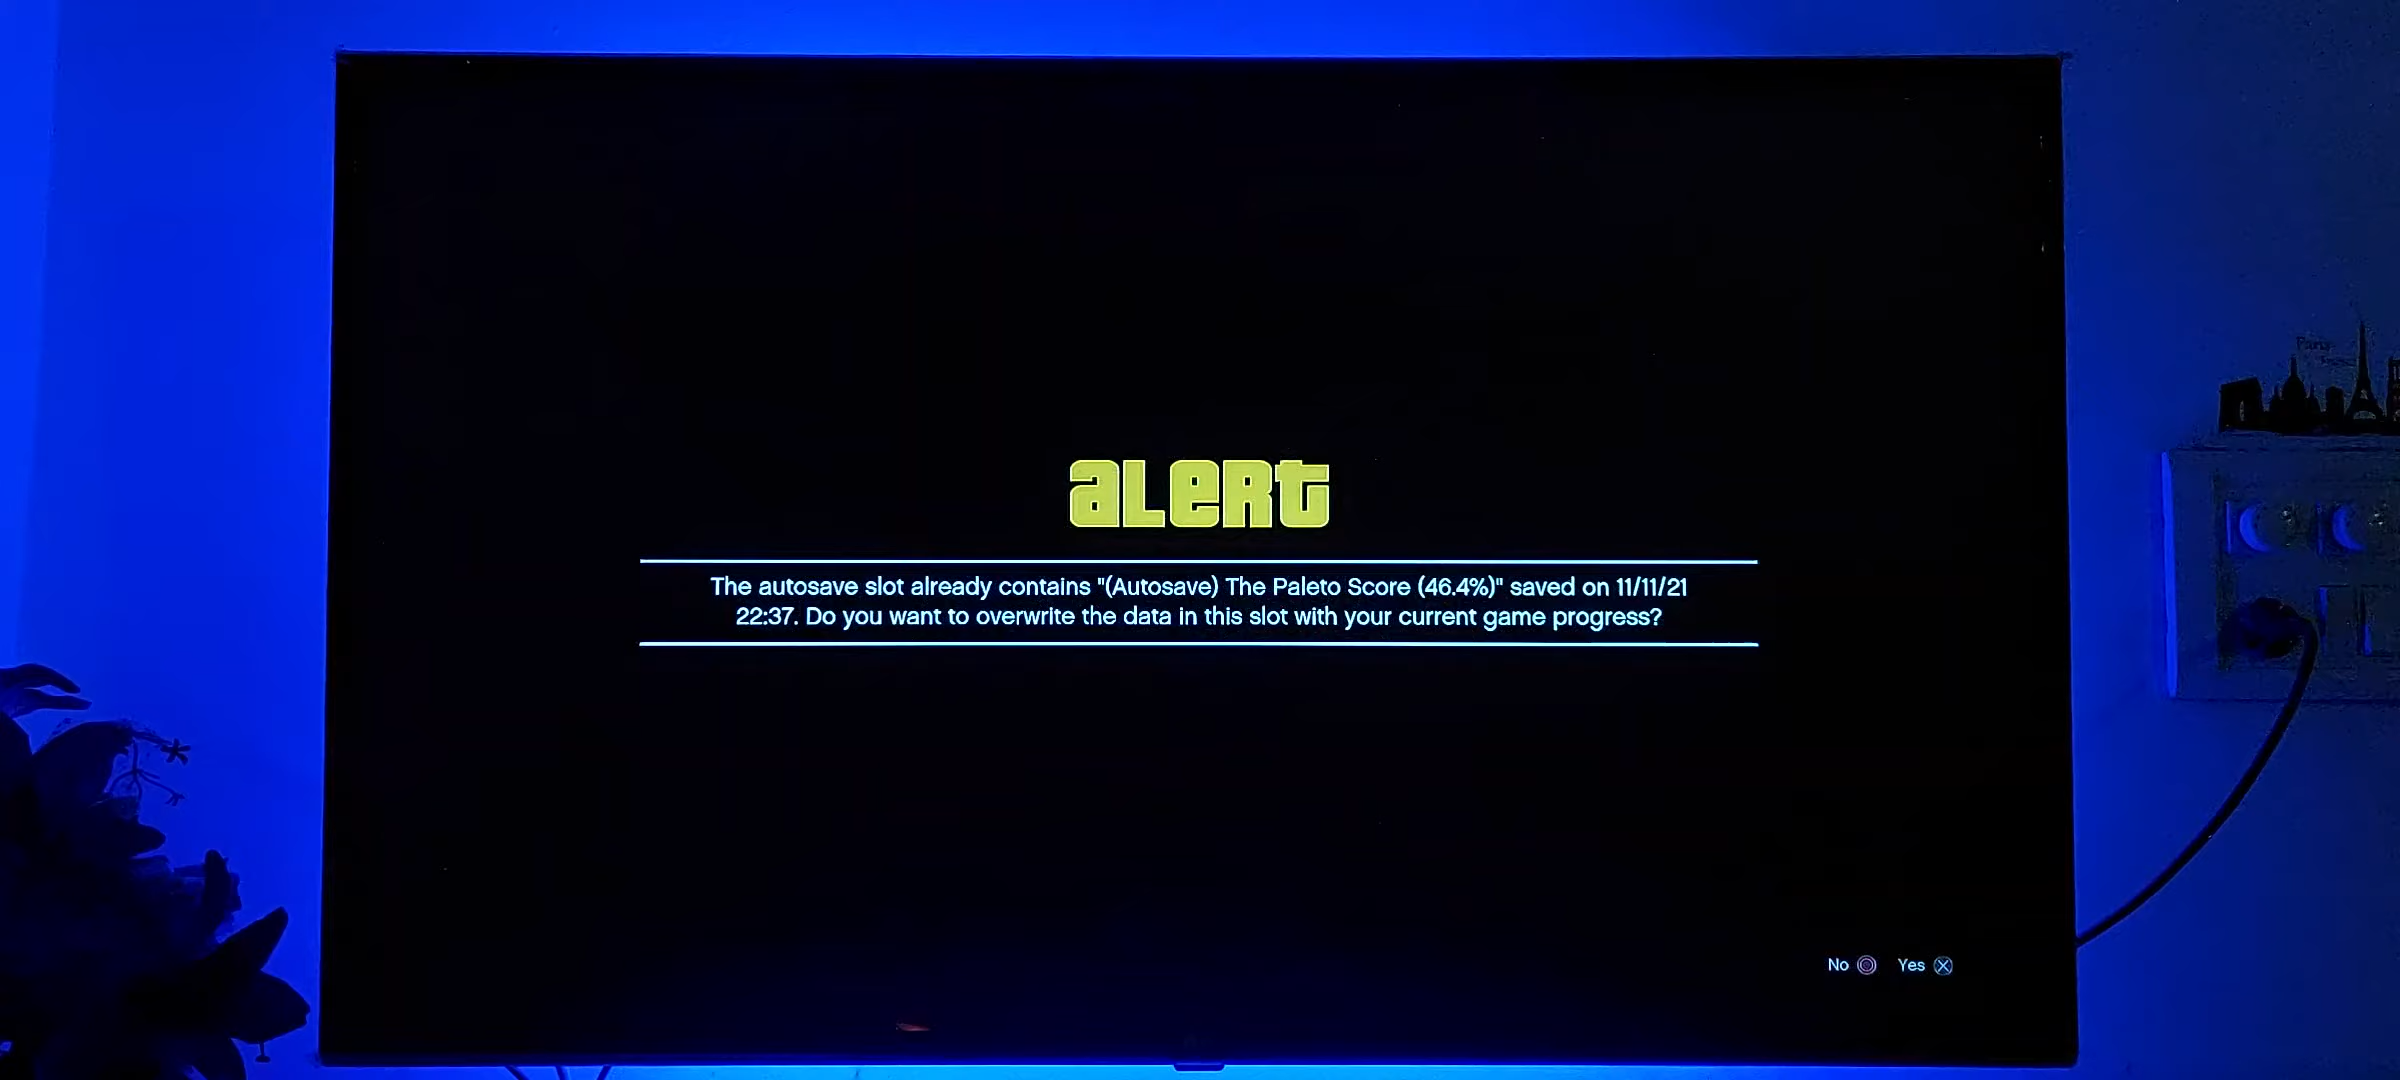 aLeRt
The autosave slot already contains "(Autosave) The Paleto Score (46.4%)" saved on 11/11/21
22:37. Do you want to overwrite the data in this slot with your current game progress?
Paris
No Yes